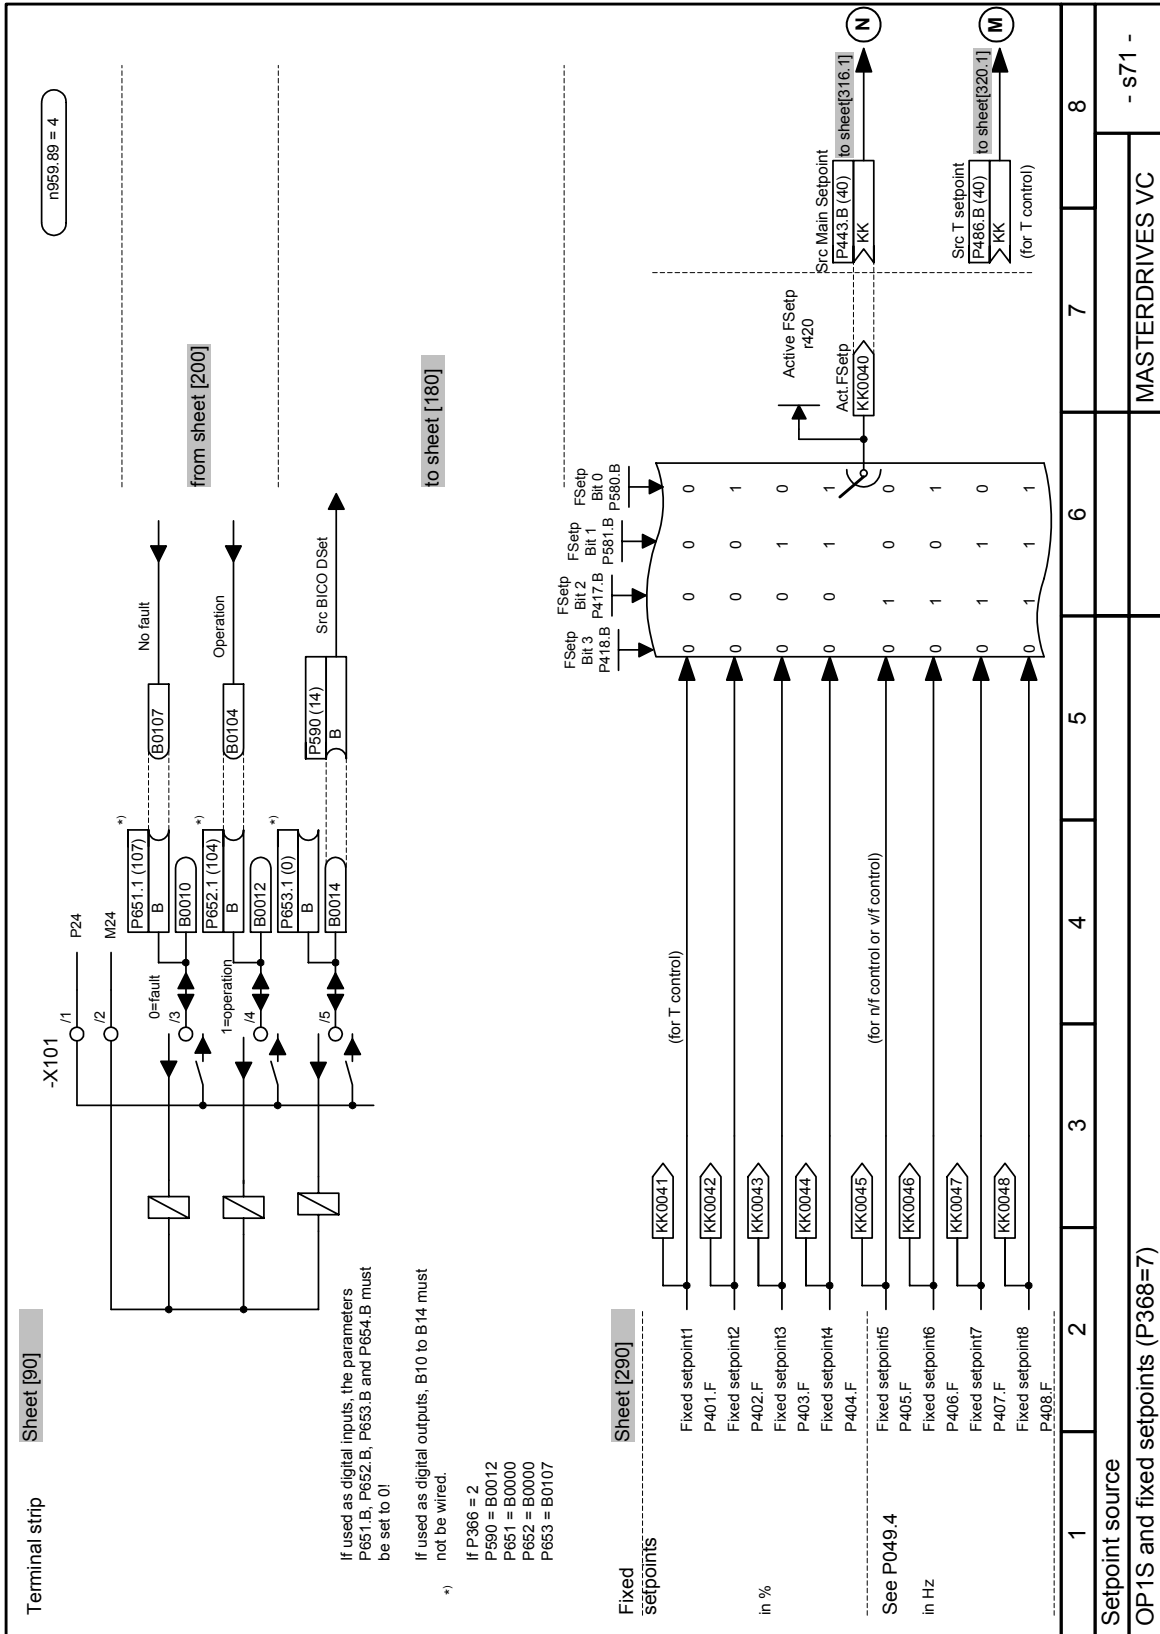 Terminal strip
Sheet [90]
n959.89 = 4
-X101
/1
P24
/2
M24
0=fault
/3
P651.1 (107)
*)
B
B0010
B0107
No fault
from sheet [200]
1=operation
/4
P652.1 (104)
*)
B
B0012
B0104
Operation
/5
P653.1 (0)
*)
B
B0014
P590 (14)
B
Src BICO DSet
to sheet [180]
If used as digital inputs, the parameters
P651.B, P652.B, P653.B and P654.B must
be set to 0!
If used as digital outputs, B10 to B14 must
not be wired.
*)
If P366 = 2
P590 = B0012
P651 = B0000
P652 = B0000
P653 = B0107
Fixed
setpoints
Sheet [290]
FSetp
Bit 3
P418.B
FSetp
Bit 2
P417.B
FSetp
Bit 1
P581.B
FSetp
Bit 0
P580.B
in %
Fixed setpoint1
P401.F
KK0041
(for T control)
0 0 0 0
Fixed setpoint2
P402.F
KK0042
0 0 0 1
Fixed setpoint3
P403.F
KK0043
0 0 1 0
Fixed setpoint4
P404.F
KK0044
0 0 1 1
See P049.4
in Hz
Fixed setpoint5
P405.F
KK0045
(for n/f control or v/f control)
0 1 0 0
Fixed setpoint6
P406.F
KK0046
0 1 0 1
Fixed setpoint7
P407.F
KK0047
0 1 1 0
Fixed setpoint8
P408.F
KK0048
0 1 1 1
Active FSetp
r420
Act.FSetp
KK0040
Src Main Setpoint
P443.B (40)
KK
to sheet[316.1]
N
Src T setpoint
P486.B (40)
KK
(for T control)
to sheet[320.1]
M
1 2 3 4 5 6 7 8
Setpoint source
OP1S and fixed setpoints (P368=7)
MASTERDRIVES VC
- s71 -